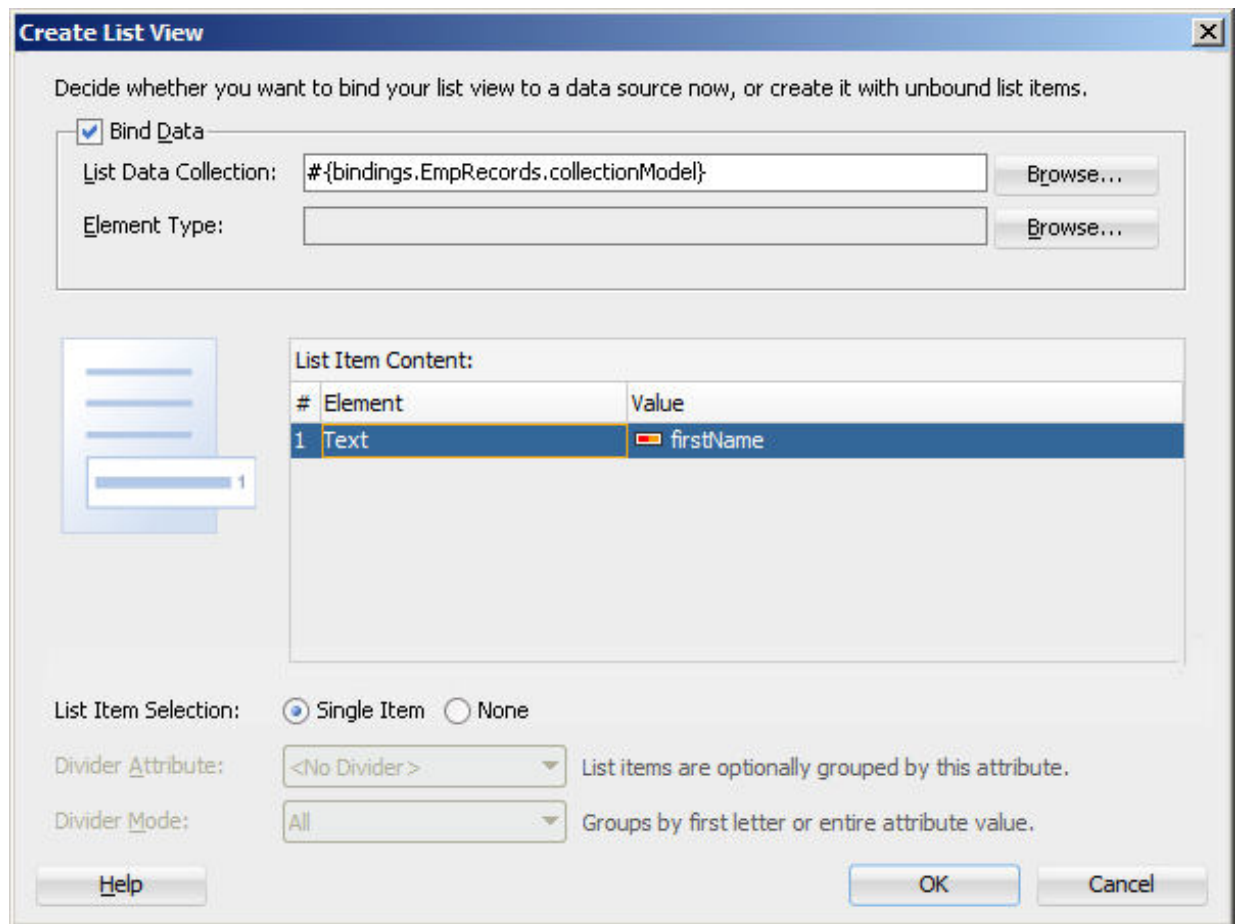 Create List View
Decide whether you want to bind your list view to a data source now, or create it with unbound list items.
Bind Data
List Data Collection: #{bindings.EmpRecords.collectionModel} Browse...
Element Type: Browse...
List Item Content:
# Element Value
1 Text firstName
1
List Item Selection: Single Item None
Divider Attribute: <No Divider> List items are optionally grouped by this attribute.
Divider Mode: All Groups by first letter or entire attribute value.
Help OK Cancel